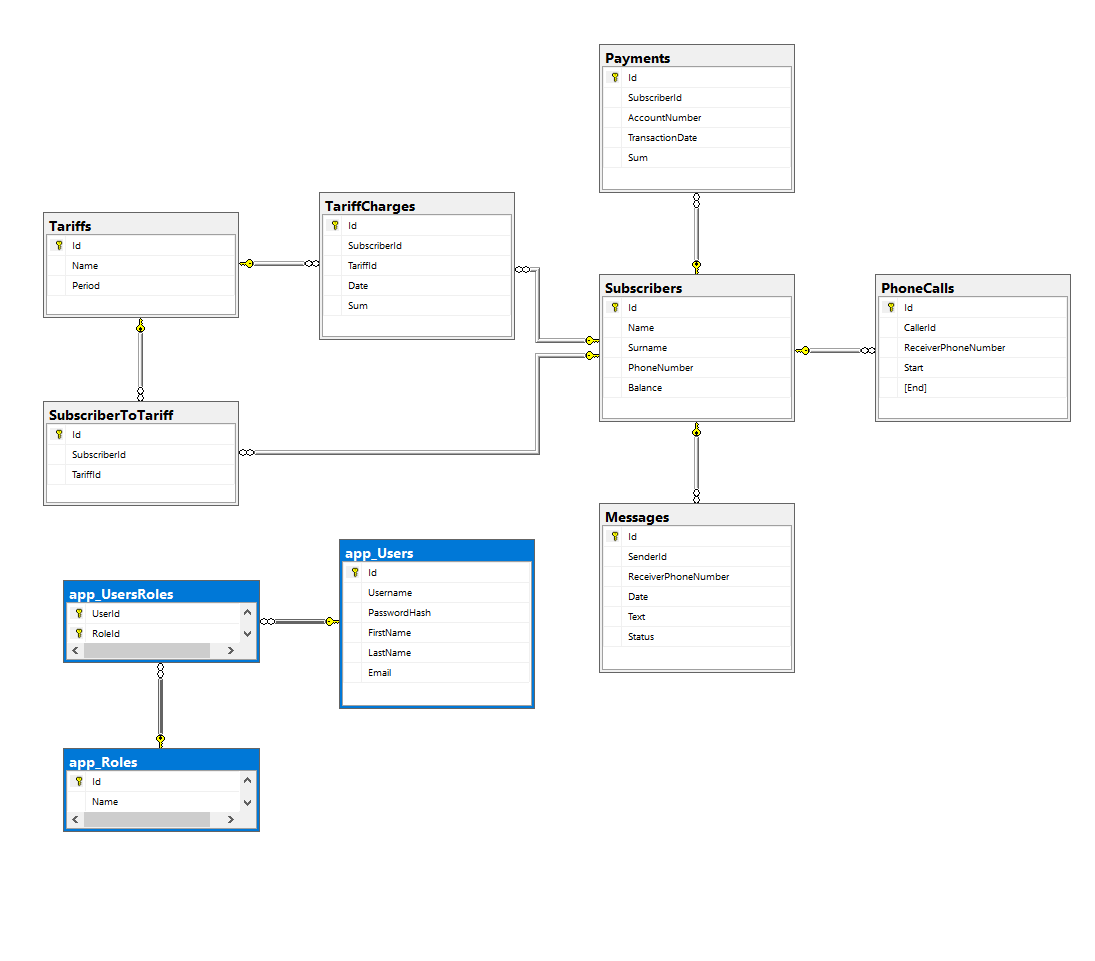 Payments
Id
SubscriberId
AccountNumber
TransactionDate
Sum
TariffCharges
Id
SubscriberId
TariffId
Date
Sum
Tariffs
Id
Name
Period
Subscribers
Id
Name
Surname
PhoneNumber
Balance
PhoneCalls
Id
CallerId
ReceiverPhoneNumber
Start
[End]
SubscriberToTariff
Id
SubscriberId
TariffId
Messages
Id
SenderId
ReceiverPhoneNumber
Date
Text
Status
app_Users
Id
Username
PasswordHash
FirstName
LastName
Email
app_UsersRoles
UserId
RoleId
app_Roles
Id
Name